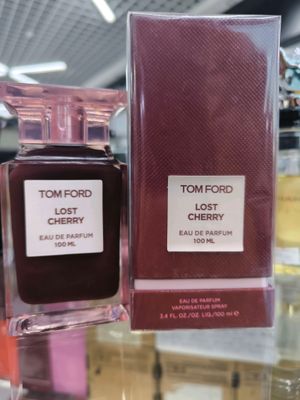 TOM FORD
LOST
CHERRY
EAU DE PARFUM
100 ML
TOM FORD
LOST
CHERRY
EAU DE PARFUM
100 ML
EAU DE PARFUM
VAPORISATEUR SPRAY
3.4 FL. OZ./OZ. LIQ./100 ml ℮